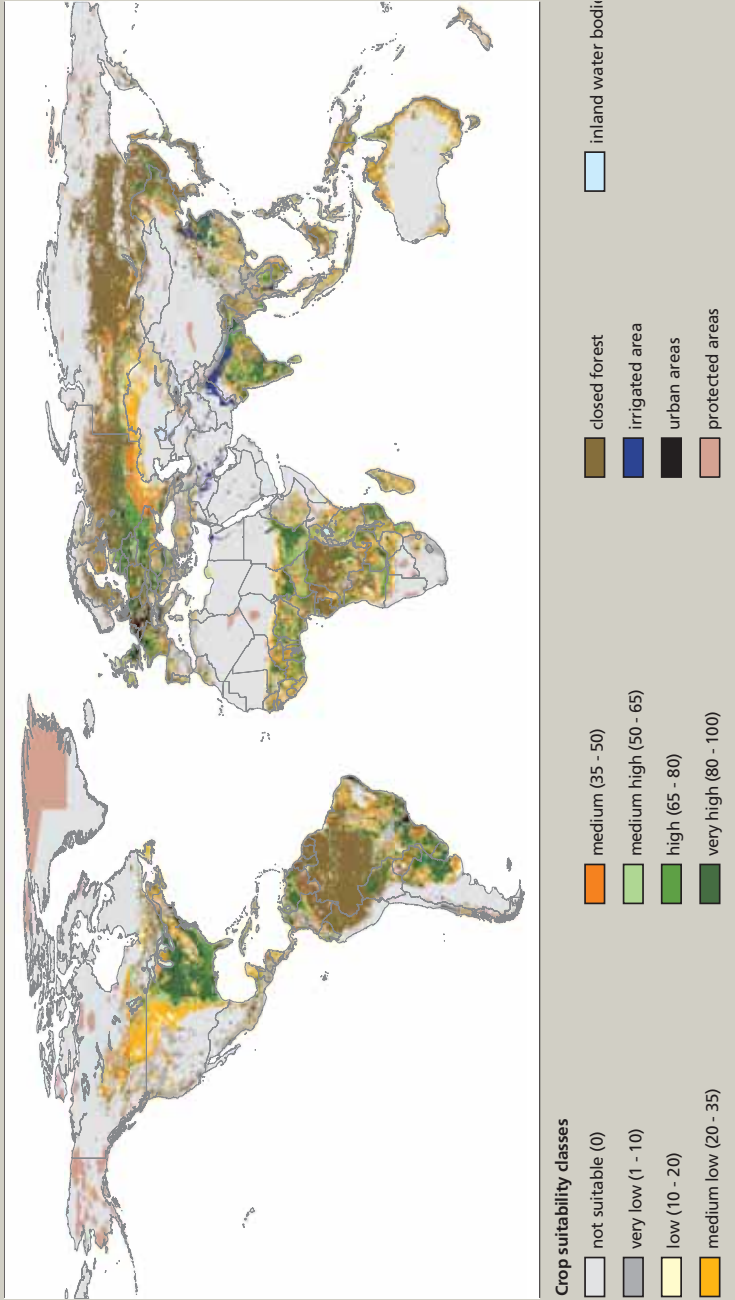 Crop suitability classes
not suitable (0)
very low (1 - 10)
low (10 - 20)
medium low (20 - 35)
medium (35 - 50)
medium high (50 - 65)
high (65 - 80)
very high (80 - 100)
closed forest
irrigated area
urban areas
protected areas
inland water bodi